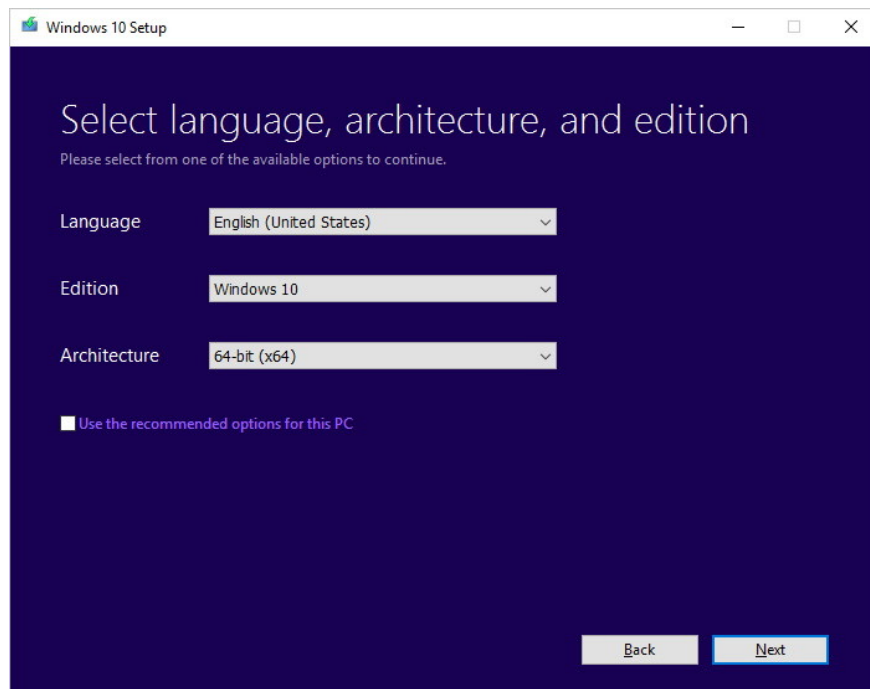 Windows 10 Setup
Select language, architecture, and edition
Please select from one of the available options to continue.
Language English (United States)
Edition Windows 10
Architecture 64-bit (x64)
Use the recommended options for this PC
Back Next